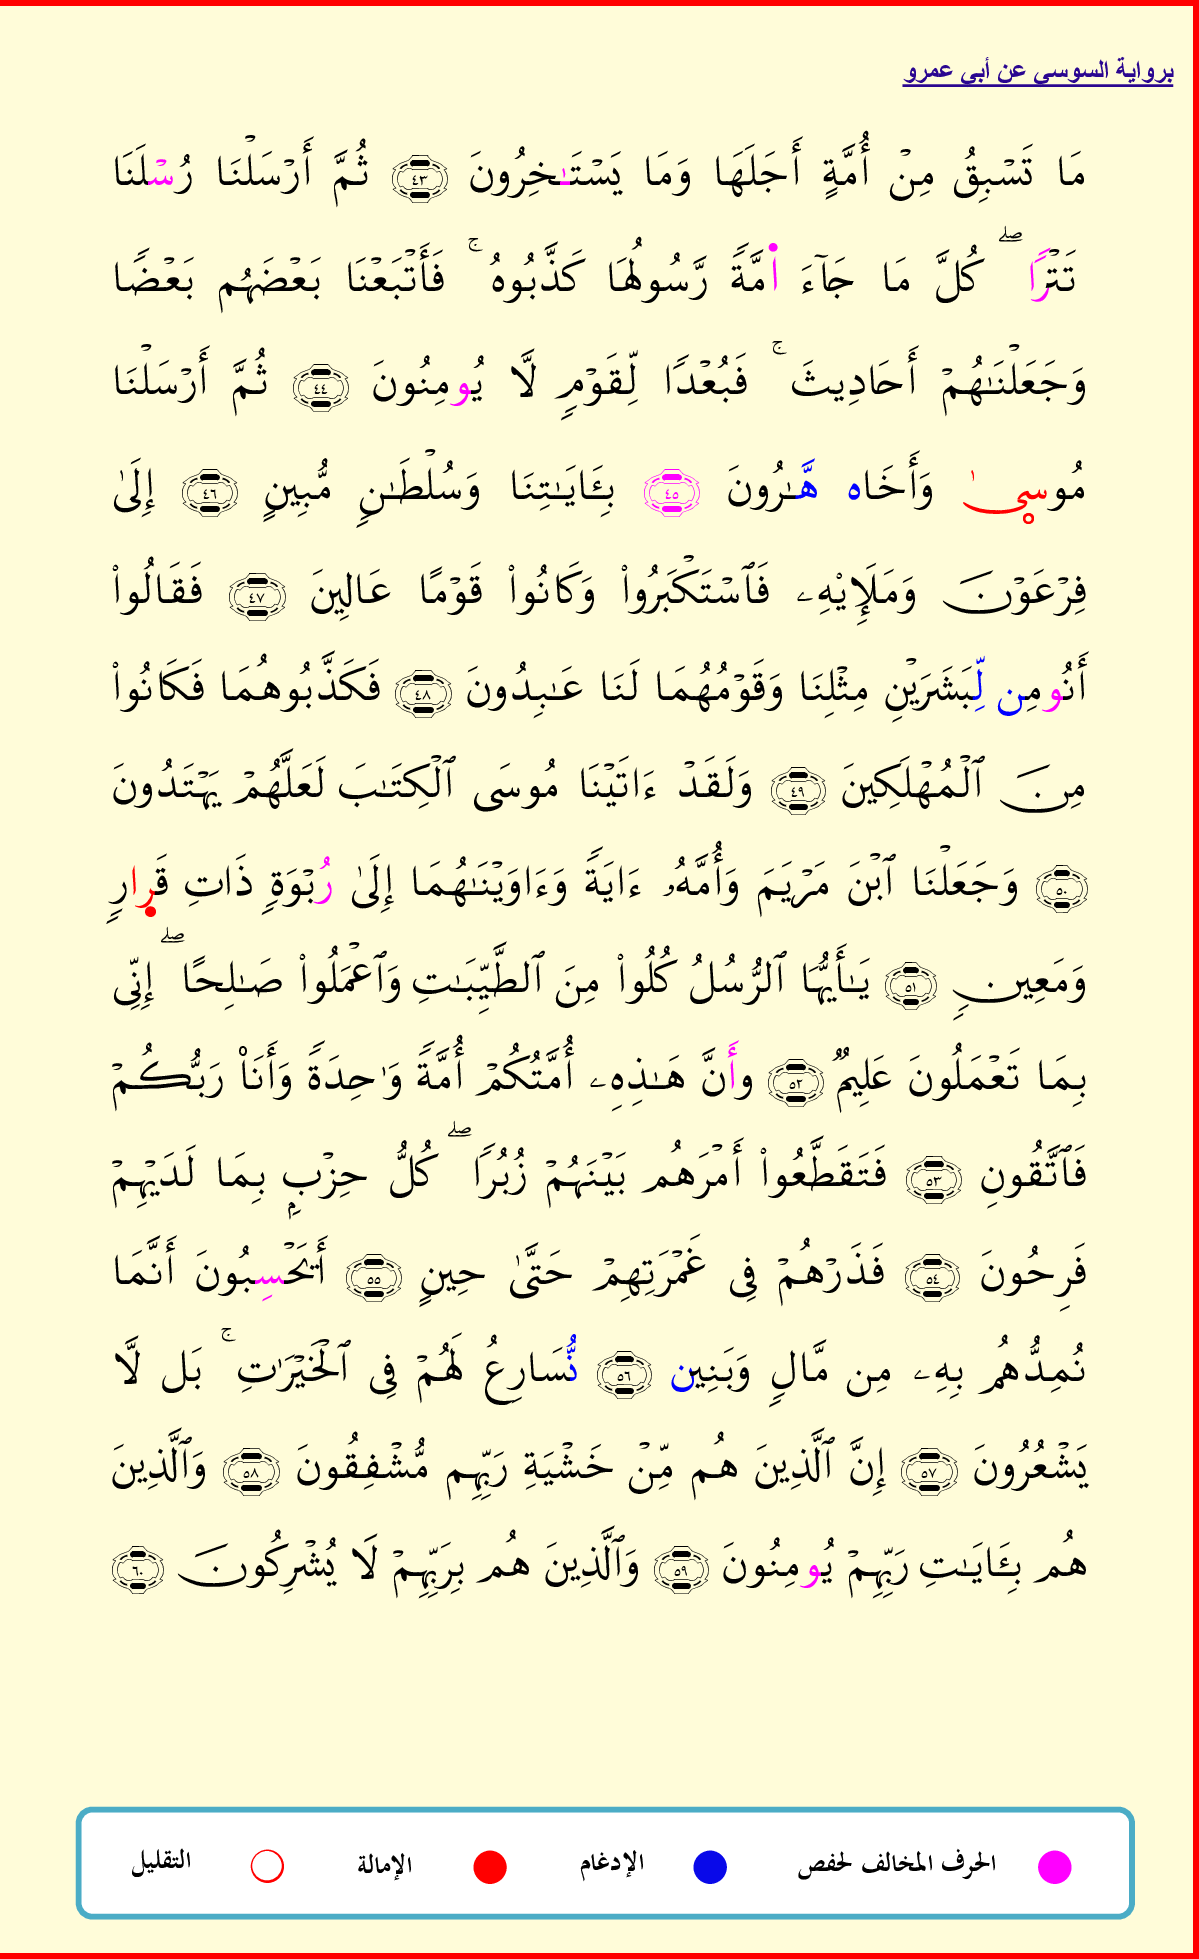 برواية السوسي عن أبي عمرو
مَا تَسْبِقُ مِنْ أُمَّةٍ أَجَلَهَا وَمَا يَسْتَـٰخِرُونَ ٤٣ ثُمَّ أَرْسَلْنَا رُسْلَنَا
تَتْرًا ۖ كُلَّ مَا جَآءَ ا۟مَّةً رَّسُولُهَا كَذَّبُوهُ ۚ فَأَتْبَعْنَا بَعْضَهُم بَعْضًا
وَجَعَلْنَـٰهُمْ أَحَادِيثَ ۚ فَبُعْدًا لِّقَوْمٍ لَّا يُومِنُونَ ٤٤ ثُمَّ أَرْسَلْنَا
مُوسىٰ وَأَخَاه هَّـٰرُونَ ٤٥ بِـَٔايَـٰتِنَا وَسُلْطَـٰنٍ مُّبِينٍ ٤٦ إِلَىٰ
فِرْعَوْنَ وَمَلَإِيْهِۦ فَٱسْتَكْبَرُوا۟ وَكَانُوا۟ قَوْمًا عَالِينَ ٤٧ فَقَالُوا۟
أَنُومِن لِّبَشَرَيْنِ مِثْلِنَا وَقَوْمُهُمَا لَنَا عَـٰبِدُونَ ٤٨ فَكَذَّبُوهُمَا فَكَانُوا۟
مِنَ ٱلْمُهْلَكِينَ ٤٩ وَلَقَدْ ءَاتَيْنَا مُوسَى ٱلْكِتَـٰبَ لَعَلَّهُمْ يَهْتَدُونَ
٥٠ وَجَعَلْنَا ٱبْنَ مَرْيَمَ وَأُمَّهُۥ ءَايَةً وَءَاوَيْنَـٰهُمَا إِلَىٰ رُبْوَةٍ ذَاتِ قَرارٍ
وَمَعِينٍ ٥١ يَـٰٓأَيُّهَا ٱلرُّسُلُ كُلُوا۟ مِنَ ٱلطَّيِّبَـٰتِ وَٱعْمَلُوا۟ صَـٰلِحًا ۖ إِنِّى
بِمَا تَعْمَلُونَ عَلِيمٌ ٥٢ وأَنَّ هَـٰذِهِۦ أُمَّتُكُمْ أُمَّةً وَٰحِدَةً وَأَنَا۠ رَبُّكُمْ
فَٱتَّقُونِ ٥٣ فَتَقَطَّعُوا۟ أَمْرَهُم بَيْنَهُمْ زُبُرًا ۖ كُلُّ حِزْبٍۭ بِمَا لَدَيْهِمْ
فَرِحُونَ ٥٤ فَذَرْهُمْ فِى غَمْرَتِهِمْ حَتَّىٰ حِينٍ ٥٥ أَيَحْسِبُونَ أَنَّمَا
نُمِدُّهُم بِهِۦ مِن مَّالٍ وَبَنِين ٥٦ نُّسَارِعُ لَهُمْ فِى ٱلْخَيْرَٰتِ ۚ بَل لَّا
يَشْعُرُونَ ٥٧ إِنَّ ٱلَّذِينَ هُم مِّنْ خَشْيَةِ رَبِّهِم مُّشْفِقُونَ ٥٨ وَٱلَّذِينَ
هُم بِـَٔايَـٰتِ رَبِّهِمْ يُومِنُونَ ٥٩ وَٱلَّذِينَ هُم بِرَبِّهِمْ لَا يُشْرِكُونَ ٦٠
الحرف المخالف لحفص الإدغام الإمالة التقليل